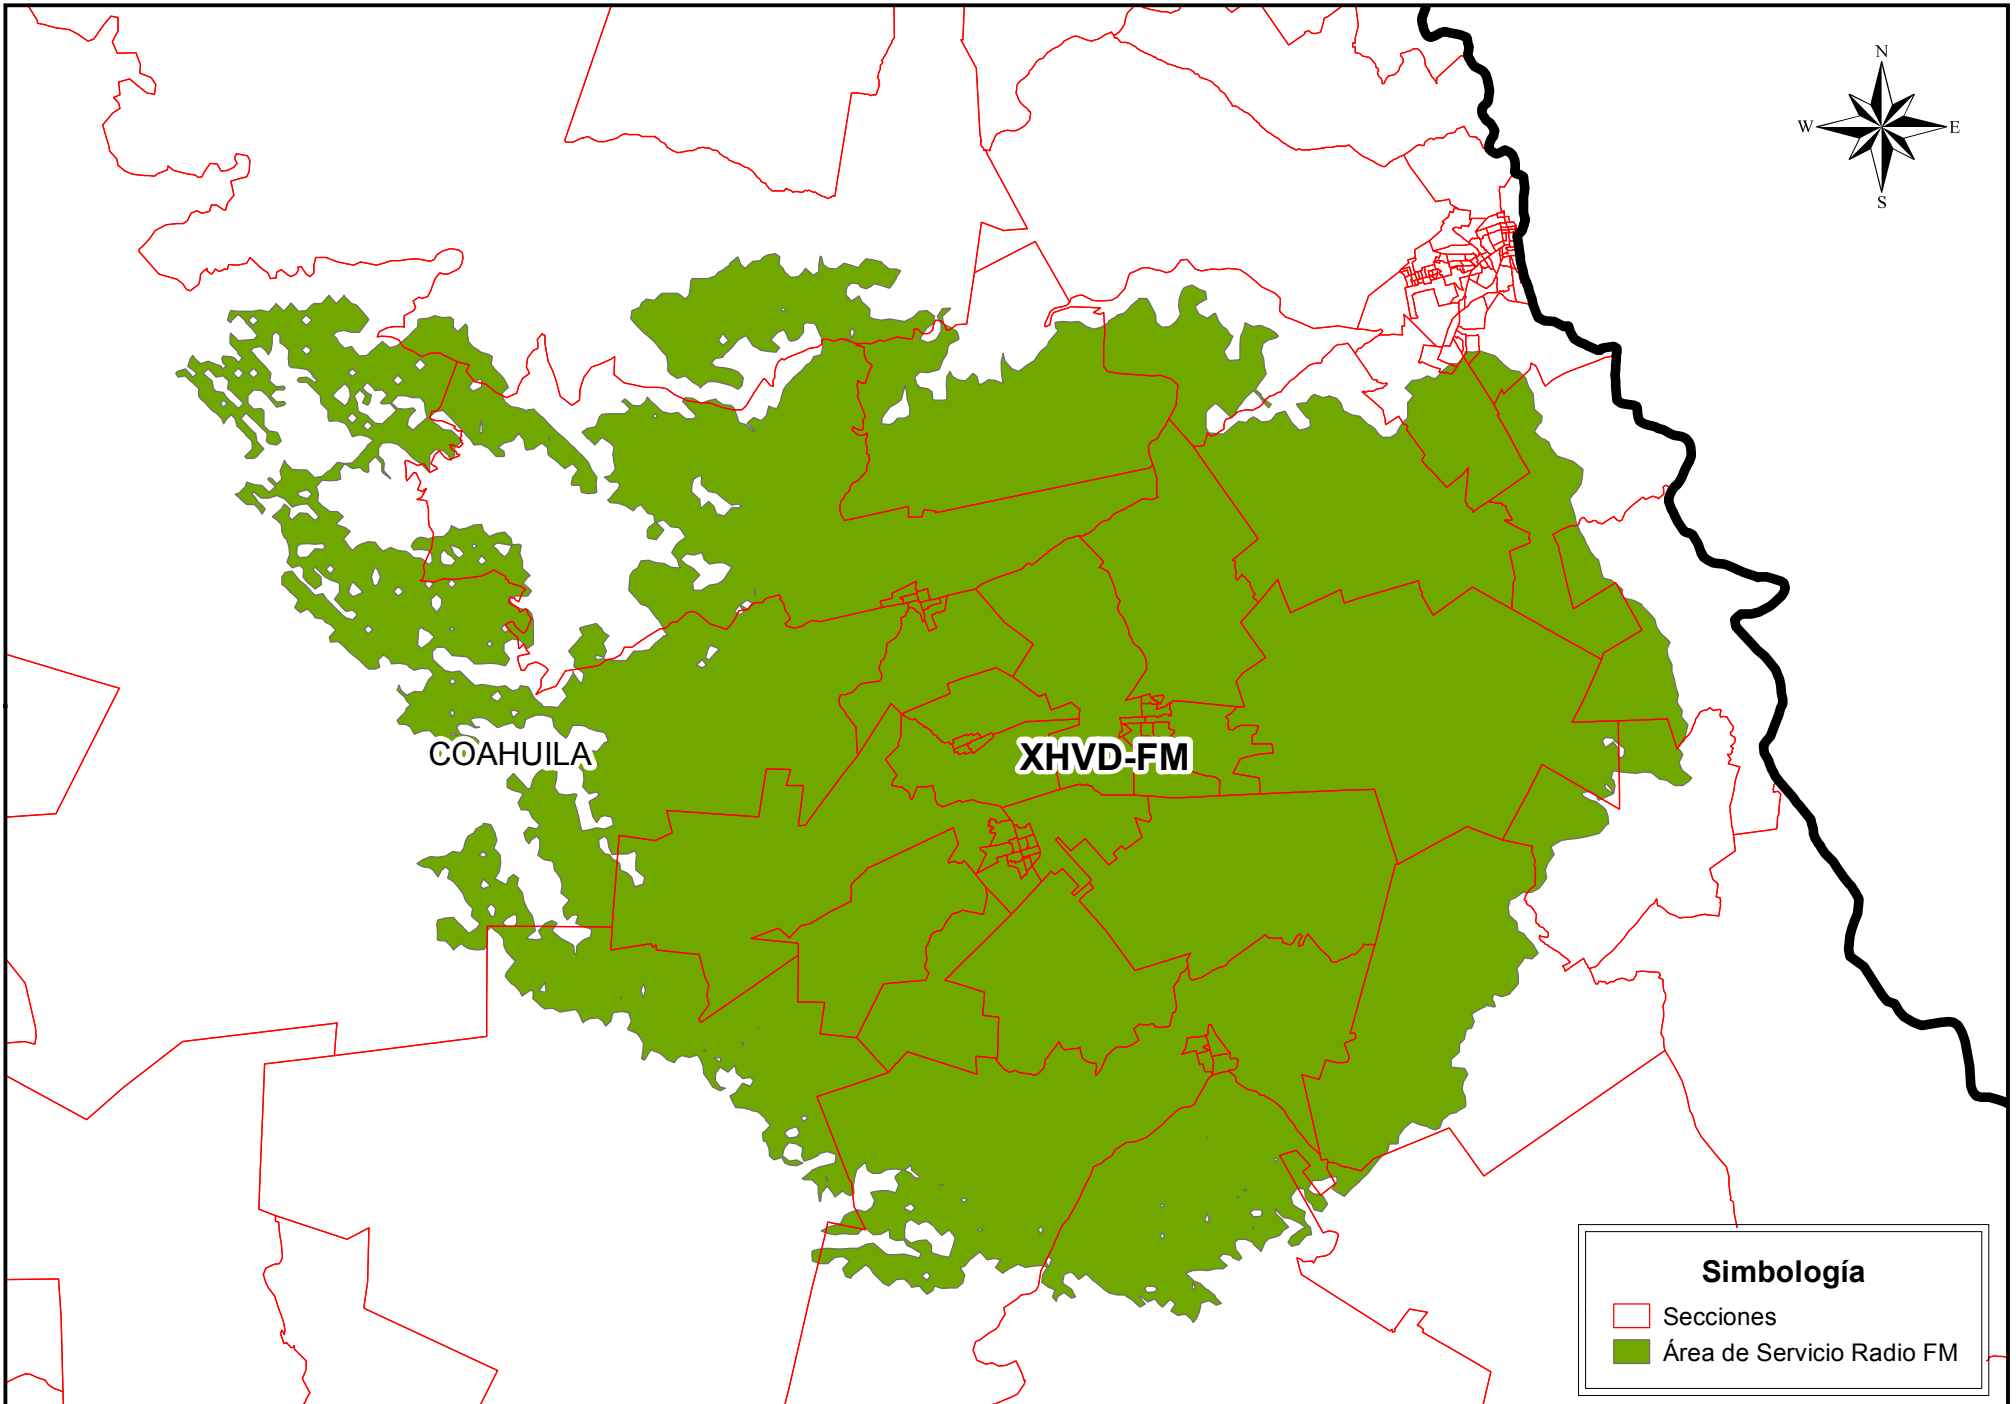 N
W E
S
COAHUILA
XHVD-FM
Simbología
Secciones
Área de Servicio Radio FM